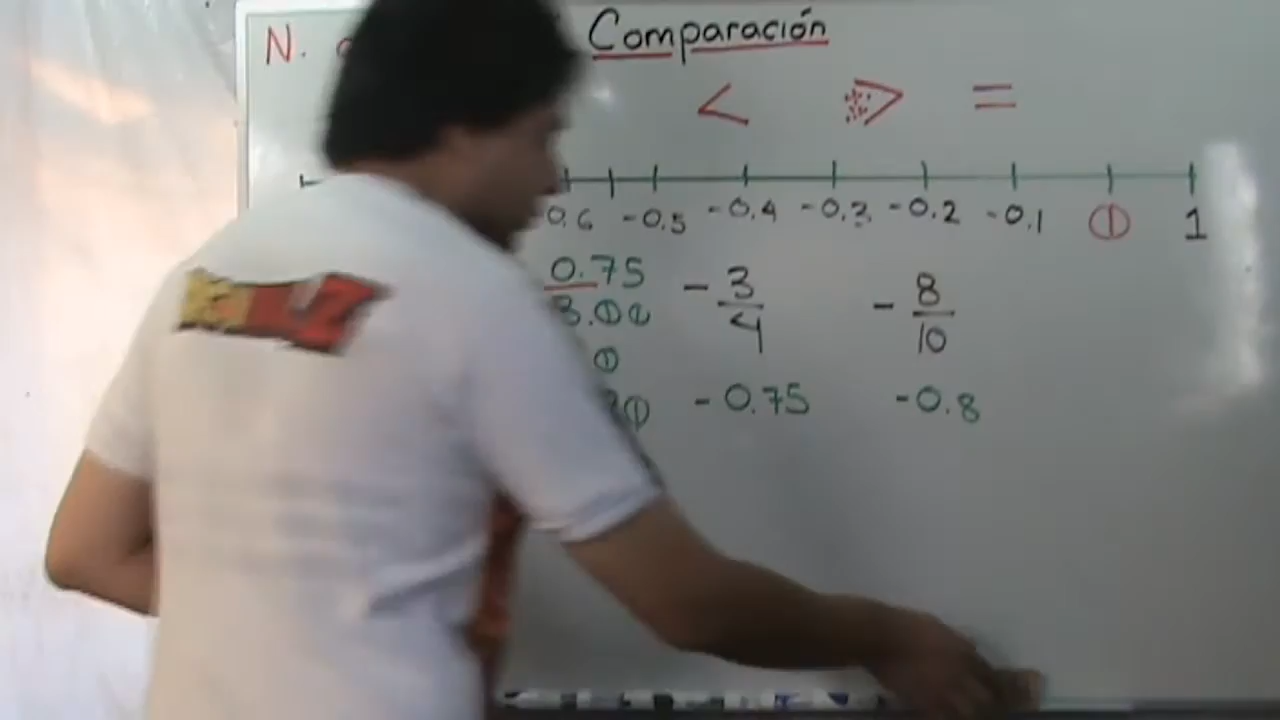 N. Comparación
< > =
0.6 -0.5 -0.4 -0.3 -0.2 -0.1 0 1
0.75 -3/4 -8/10
3.00
0
0 -0.75 -0.8